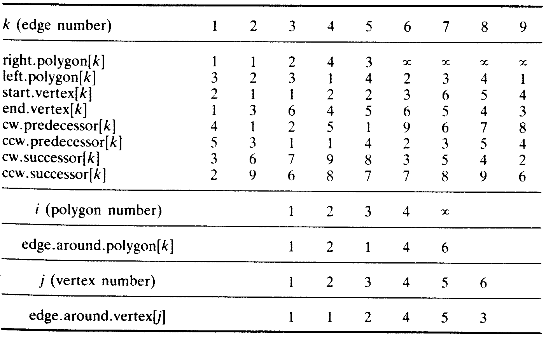 k (edge number) 1 2 3 4 5 6 7 8 9
right.polygon[k] 1 1 2 4 3 ∞ ∞ ∞ ∞
left.polygon[k] 3 2 3 1 4 2 3 4 1
start.vertex[k] 2 1 1 2 2 3 6 5 4
end.vertex[k] 1 3 6 4 5 6 5 4 3
cw.predecessor[k] 4 1 2 5 1 9 6 7 8
ccw.predecessor[k] 5 3 1 1 4 2 3 5 4
cw.successor[k] 3 6 7 9 8 3 5 4 2
ccw.successor[k] 2 9 6 8 7 7 8 9 6
i (polygon number) 1 2 3 4 ∞
edge.around.polygon[k] 1 2 1 4 6
j (vertex number) 1 2 3 4 5 6
edge.around.vertex[j] 1 1 2 4 5 3